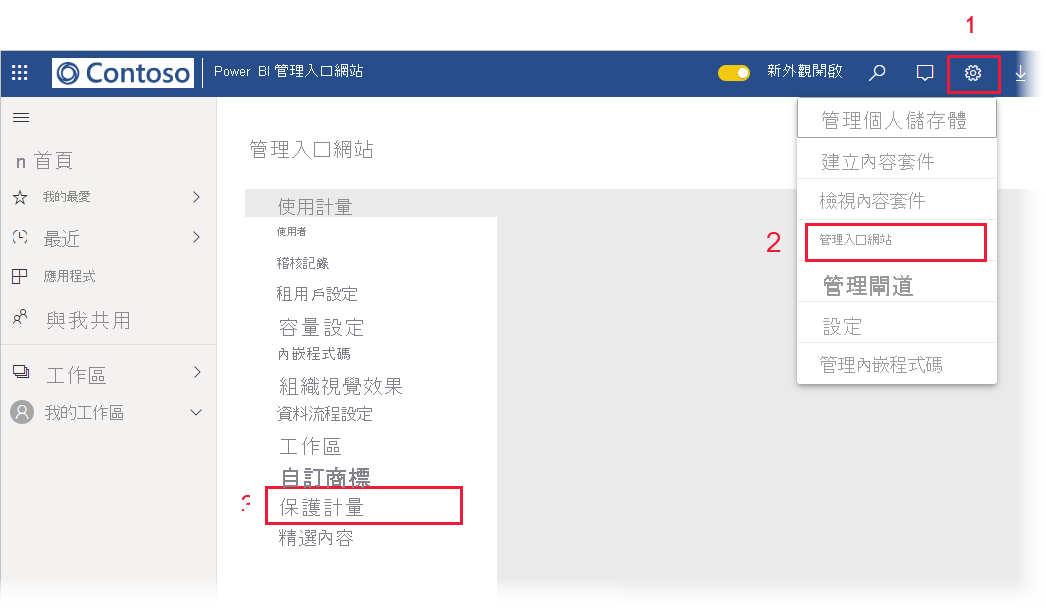 1
Contoso
Power BI 管理入口網站
新外觀開啟
管理個人儲存體
建立內容套件
檢視內容套件
2
管理入口網站
管理閘道
設定
管理內嵌程式碼
n 首頁
我的最愛
最近
應用程式
與我共用
工作區
我的工作區
管理入口網站
使用計量
使用者
稽核記錄
租用戶設定
容量設定
內嵌程式碼
組織視覺效果
資料流程設定
工作區
自訂商標
3
保護計量
精選內容